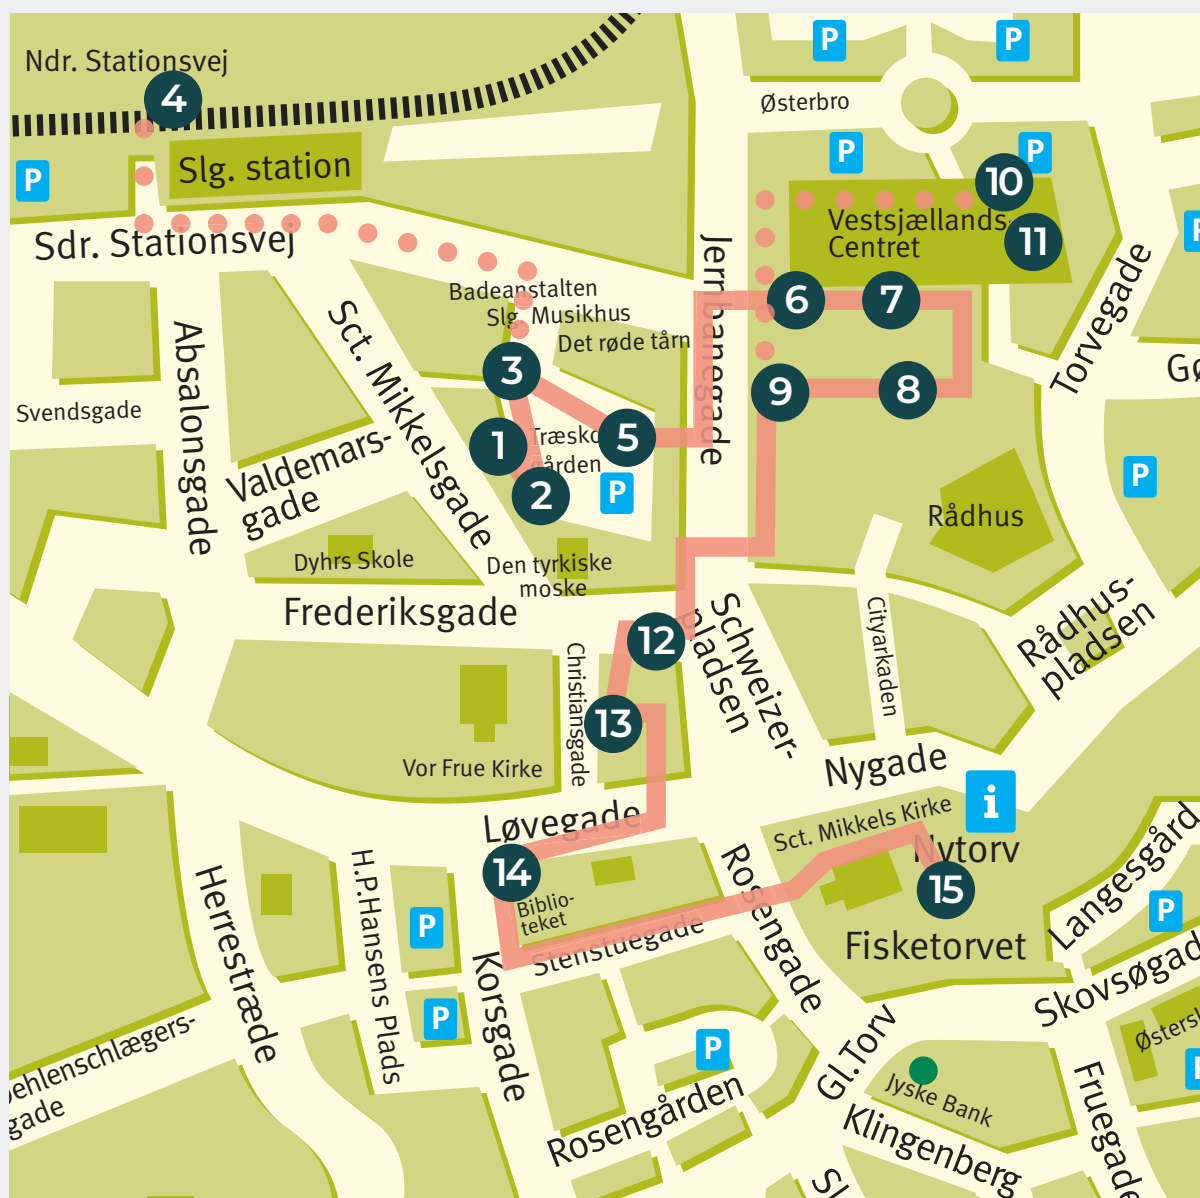 P
P
Ndr. Stationsvej
4
Østerbro
P
P
P
Slg. station
10
Vestsjællands-
Centret
11
P
Sdr. Stationsvej
Jernbanegade
Torvegade
Badeanstalten
Slg. Musikhus
Det røde tårn
6
7
Sct. Mikkelsgade
Absalonsgade
3
9
8
Svendsgade
1
Træsko
gården
5
2
P
P
Valdemars-
gade
Rådhus
Dyhrs Skole
Den tyrkiske
moske
Frederiksgade
12
Schweizer-
pladsen
Cityarkaden
Rådhus-
pladsen
Christiansgade
13
Vor Frue Kirke
Nygade
i
Løvegade
Sct. Mikkels Kirke
Nytorv
14
15
Biblio-
teket
Stenstuegade
Rosengade
Fisketorvet
Langesgård
P
Skovsøgad
Herrestræde
H.P.Hansens Plads
P
P
Korsgade
P
Rosengården
Gl.Torv
Jyske Bank
Klingenberg
Fruegade
Østersk
P
ehlenschlægers-
gade